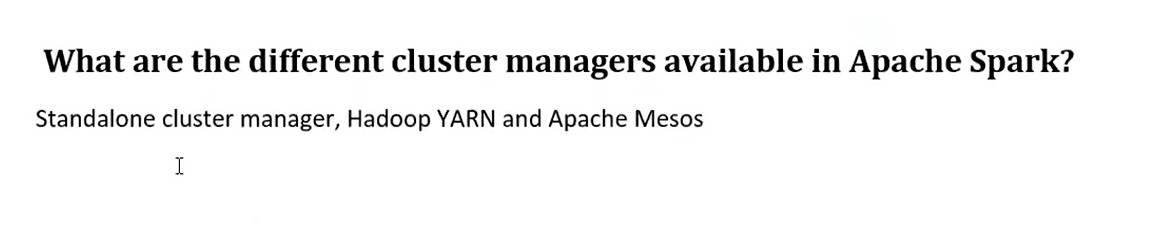 What are the different cluster managers available in Apache Spark?
Standalone cluster manager, Hadoop YARN and Apache Mesos